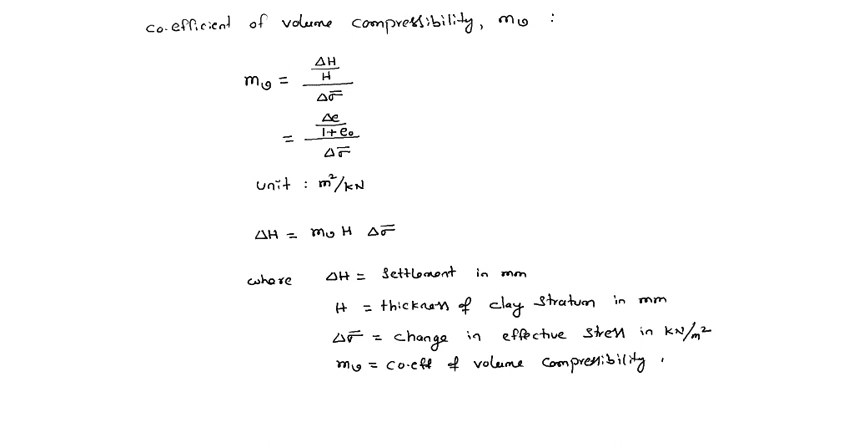 co-efficient of volume compressibility, mv :
mv = (ΔH/H)/Δσ̅
= (Δe/(1+e₀))/Δσ̅
unit : m²/kN
ΔH = mv H Δσ̅
where ΔH = Settlement in mm
H = thickness of clay stratum in mm
Δσ̅ = change in effective stress in kN/m²
mv = co.eff of volume compressibility.